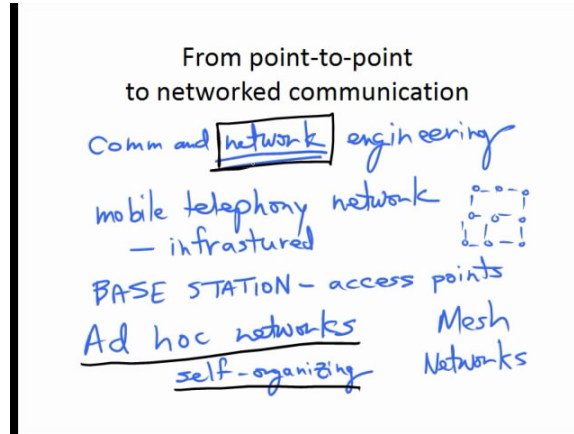 From point-to-point
to networked communication
Comm and network engineering
mobile telephony network
- infrastured
BASE STATION - access points
Ad hoc networks Mesh
self-organizing Networks